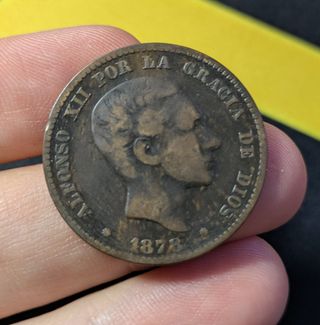 ALFONSO XII POR LA GRACIA DE DIOS
1878